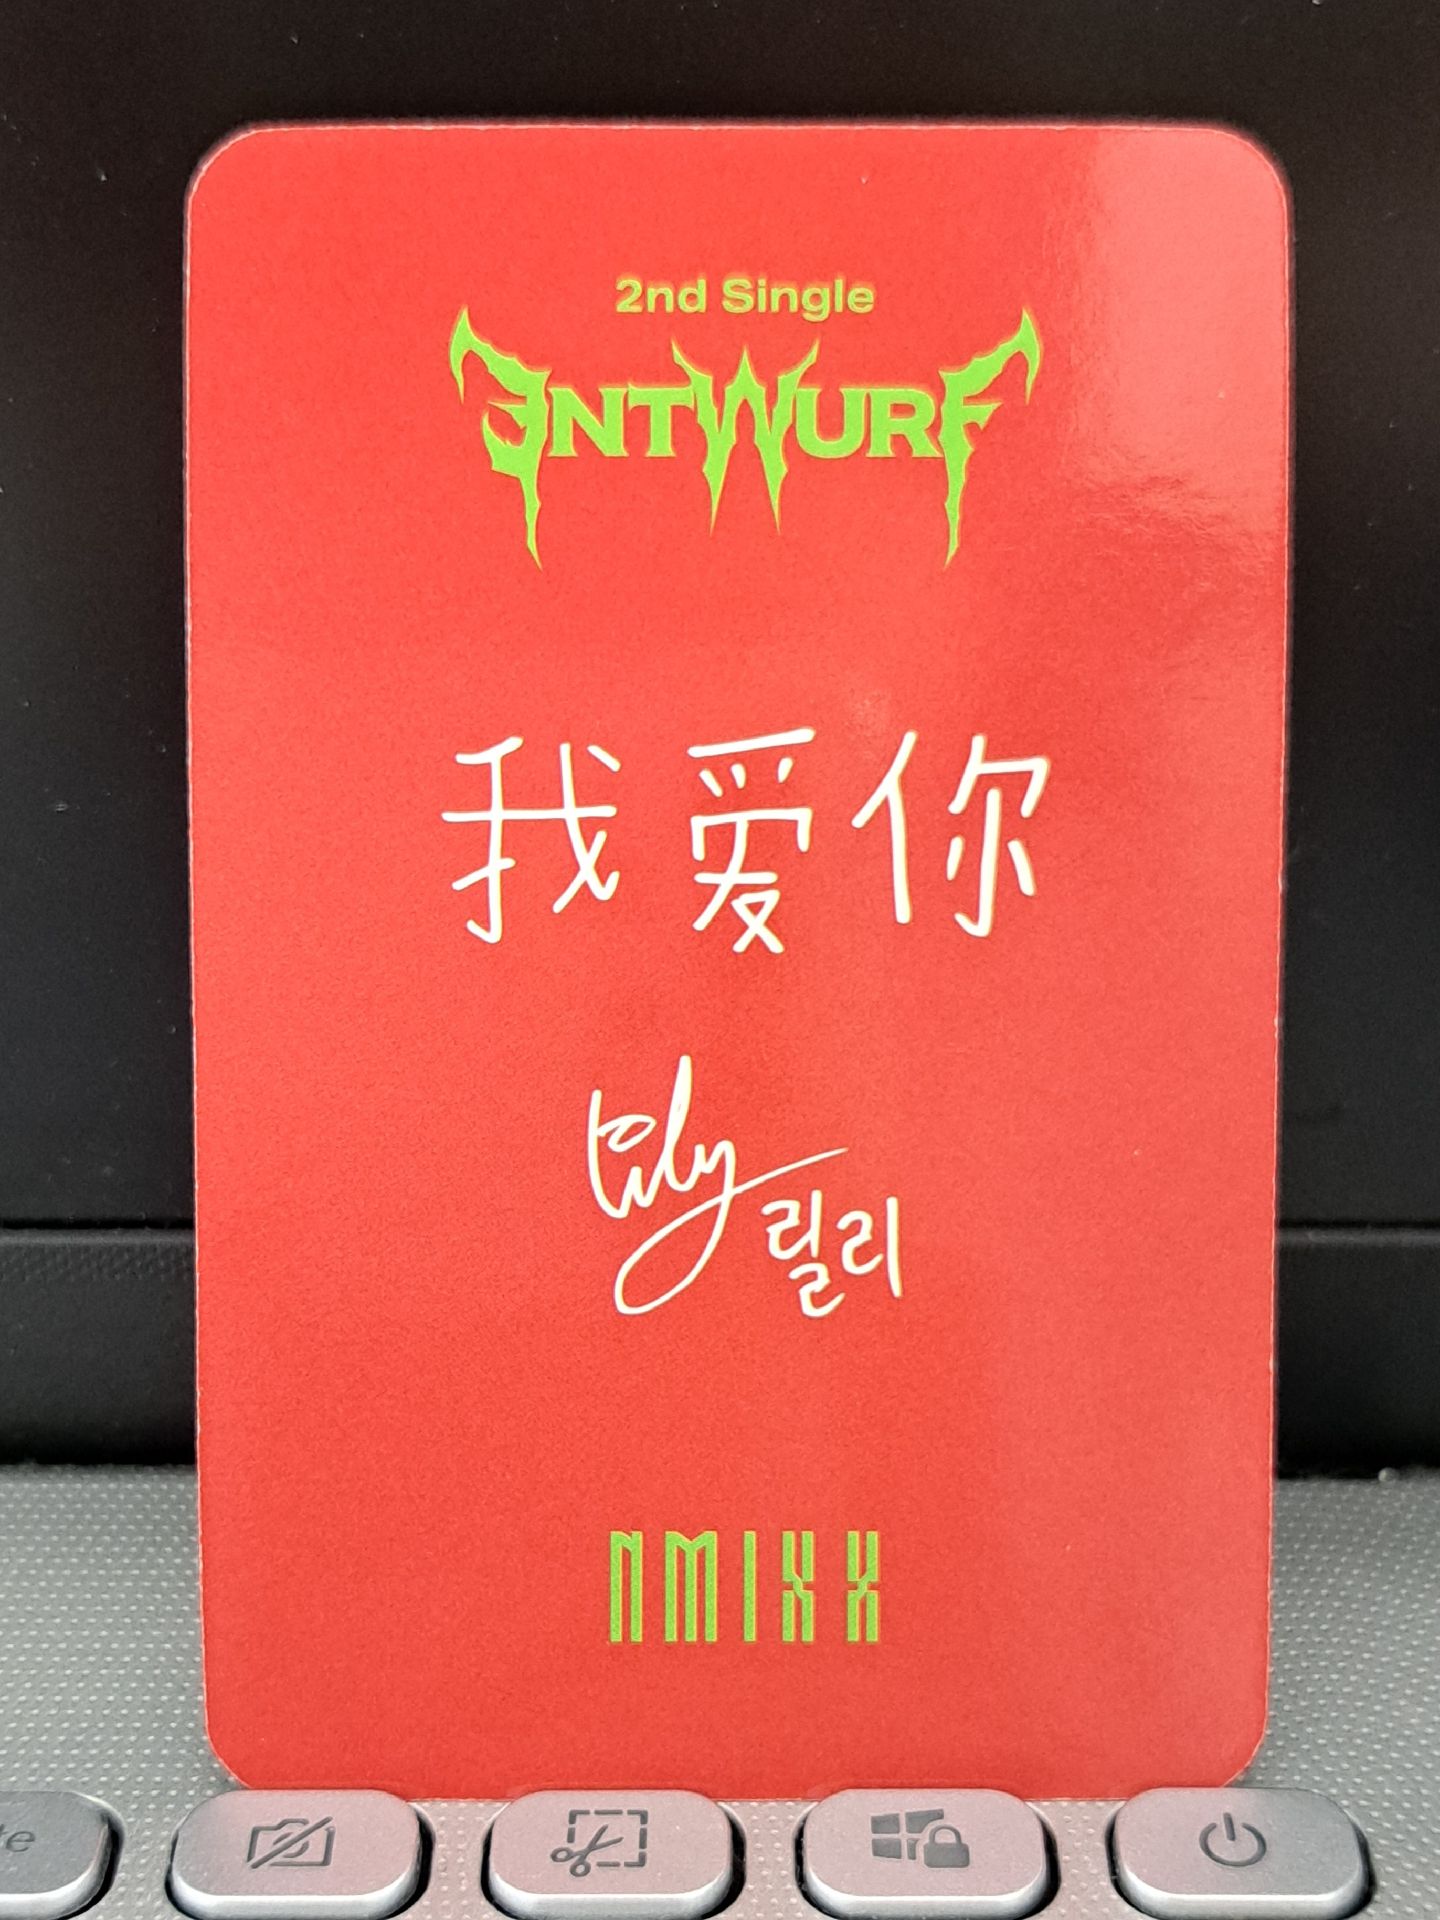 2nd Single
ENTWURF
我爱你
Lily 릴리
NMIXX